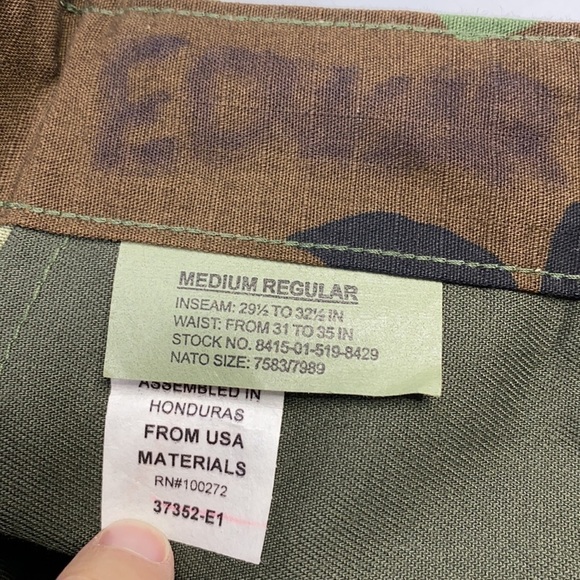 MEDIUM REGULAR
INSEAM: 29½ TO 32½ IN
WAIST: FROM 31 TO 35 IN
STOCK NO. 8415-01-519-8429
NATO SIZE: 7583/7989
ASSEMBLED IN
HONDURAS
FROM USA
MATERIALS
RN#100272
37352-E1